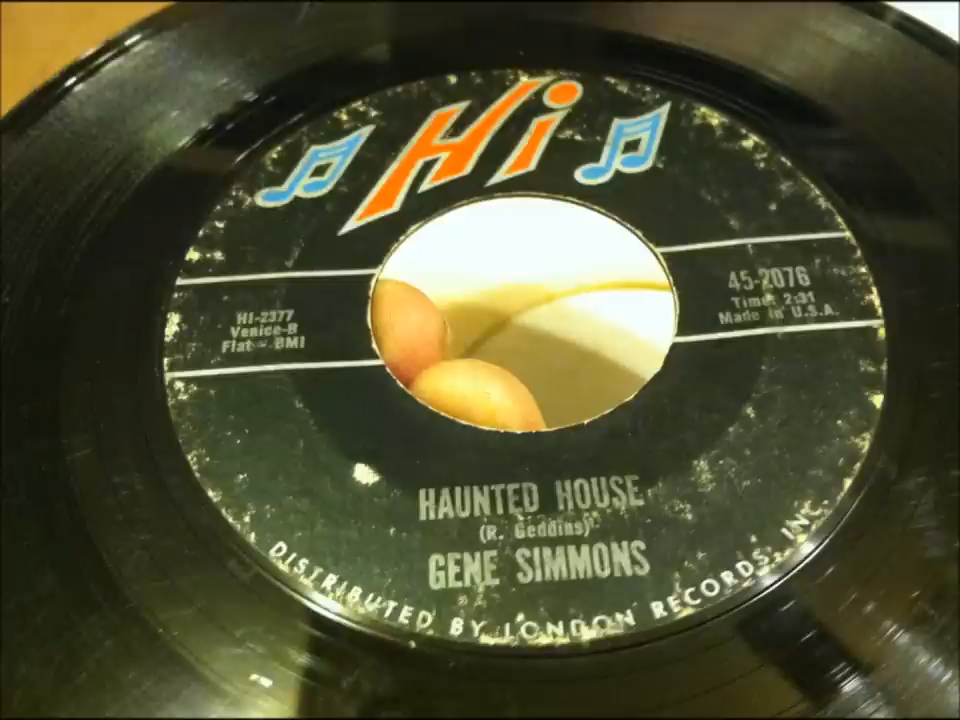 Hi
HI-2377
Venice-B
Flat - BMI
45-2076
Time: 2:31
Made in U.S.A.
HAUNTED HOUSE
(R. Geddins)
GENE SIMMONS
DISTRIBUTED BY LONDON RECORDS, INC.